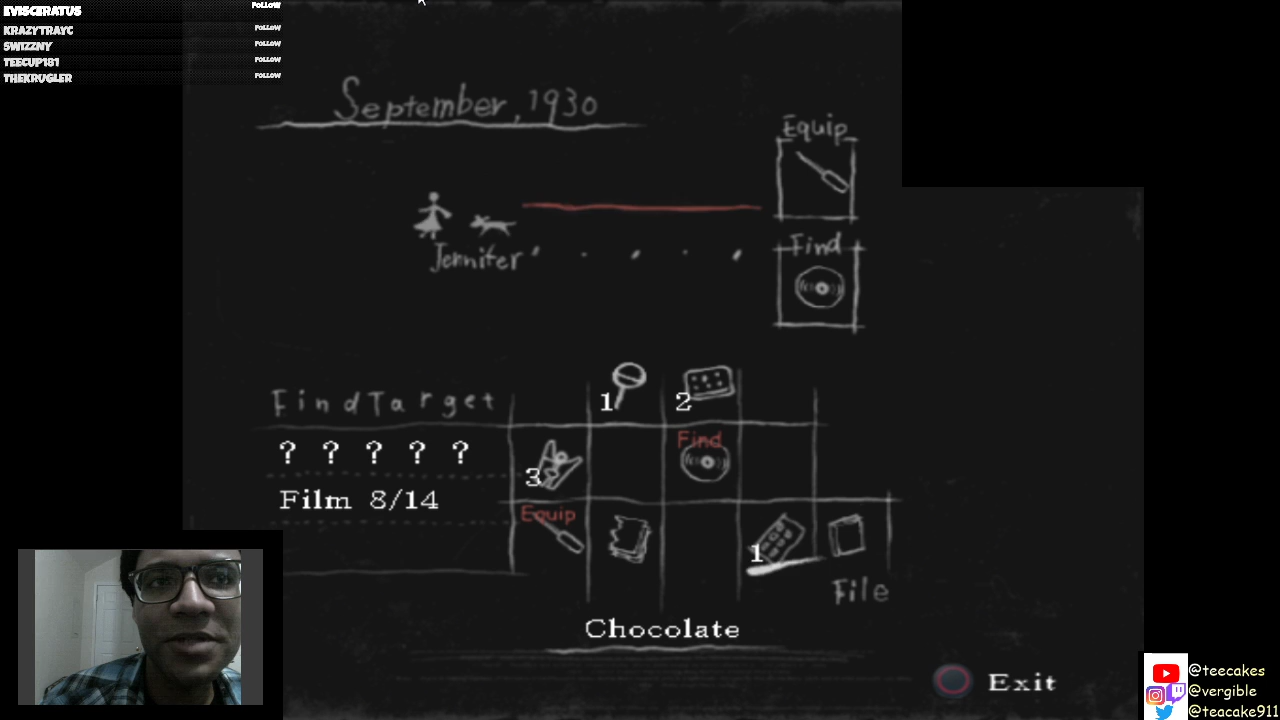 EVISCERATUS FOLLOW
KRAZYTRAYC FOLLOW
SWIZZNY FOLLOW
TEECUP181 FOLLOW
THEKRUGLER FOLLOW
September, 1930
Equip
Jennifer
Find
FindTarget
1
2
? ? ? ? ?
Find
3
Film 8/14
Equip
1
File
Chocolate
Exit
@teecakes
@vergible
@teacake911